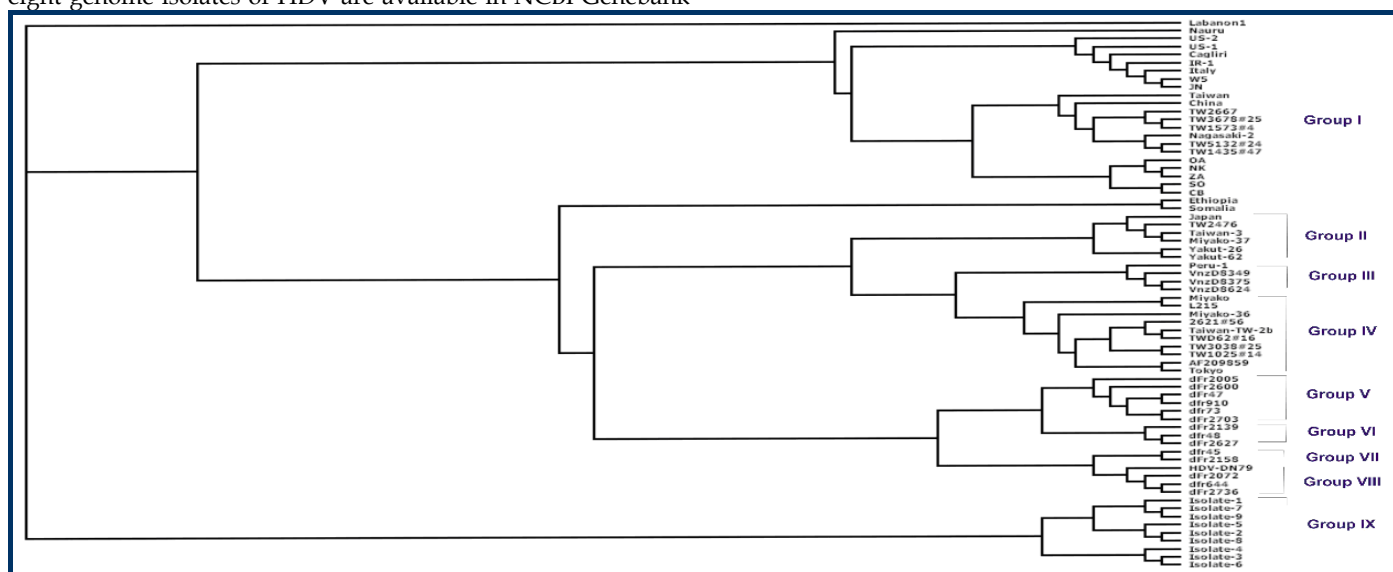 eight genome isolates of HDV are available in NCBI Genebank
Labanon1
Nauru
US-2
US-1
Cagliri
IR-1
Italy
W5
JN
Taiwan
China
TW2667
TW3678#25
TW1573#4
Nagasaki-2
TW5132#24
TW1435#47
OA
NK
ZA
SO
CB
Ethiopia
Somalia
Japan
TW2476
Taiwan-3
Miyako-37
Yakut-26
Yakut-62
Peru-1
VnzD8349
VnzD8375
VnzD8624
Miyako
L215
Miyako-36
2621#56
Taiwan-TW-2b
TWD62#16
TW3038#25
TW1025#14
AF209859
Tokyo
dFr2005
dFr2600
dFr47
dfr910
dfr73
dFr2703
dFr2139
dfr48
dFr2627
dfr45
dFr2158
HDV-DN79
dFr2072
dfr644
dFr2736
Isolate-1
Isolate-7
Isolate-9
Isolate-5
Isolate-2
Isolate-8
Isolate-4
Isolate-3
Isolate-6
Group I
Group II
Group III
Group IV
Group V
Group VI
Group VII
Group VIII
Group IX